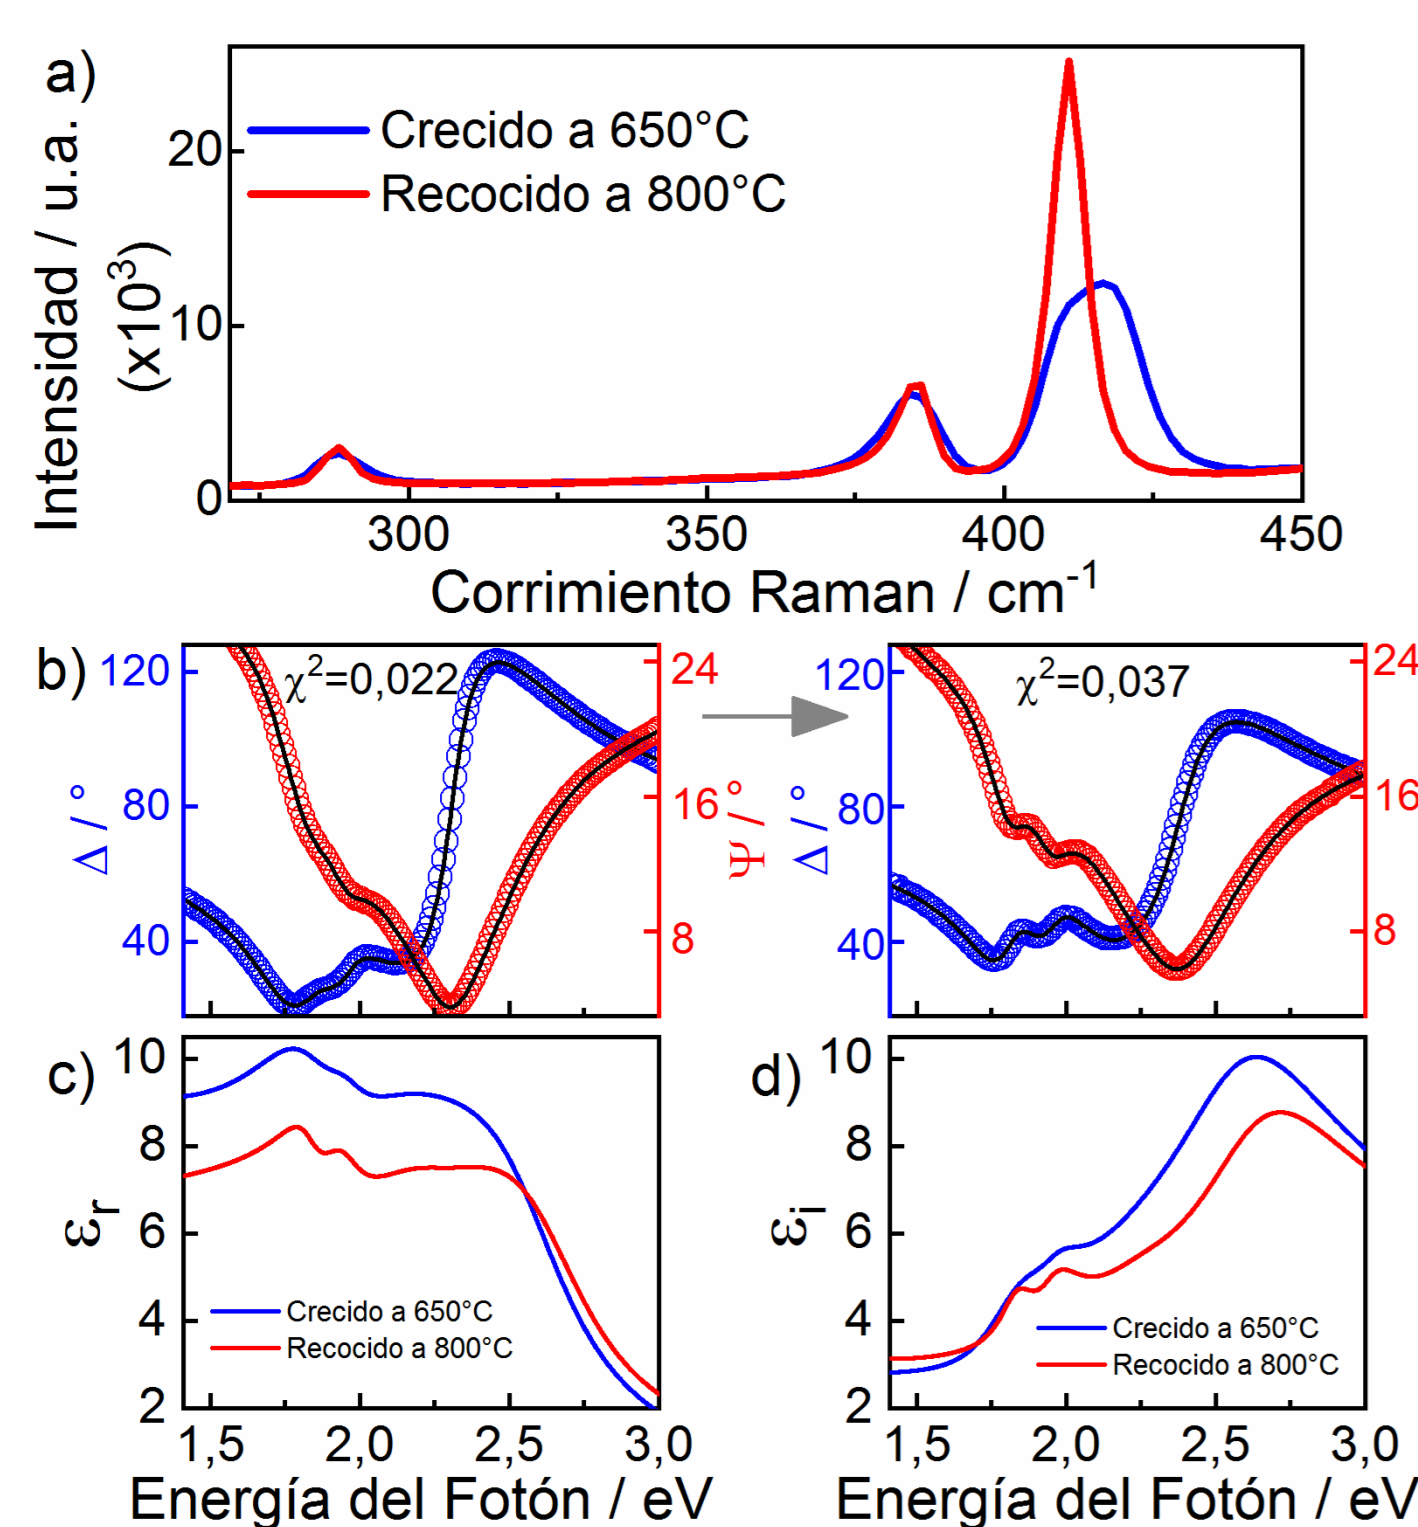 a)
Intensidad / u.a.
(x10³)
20
10
0
Crecido a 650°C
Recocido a 800°C
300 350 400 450
Corrimiento Raman / cm⁻¹
b)
Δ /°
120
80
40
χ²=0,022
24
16
8
Ψ /°
Δ /°
120
80
40
χ²=0,037
24
16
8
c)
εr
10
8
6
4
2
Crecido a 650°C
Recocido a 800°C
1,5 2,0 2,5 3,0
Energía del Fotón / eV
d)
εi
10
8
6
4
2
Crecido a 650°C
Recocido a 800°C
1,5 2,0 2,5 3,0
Energía del Fotón / eV